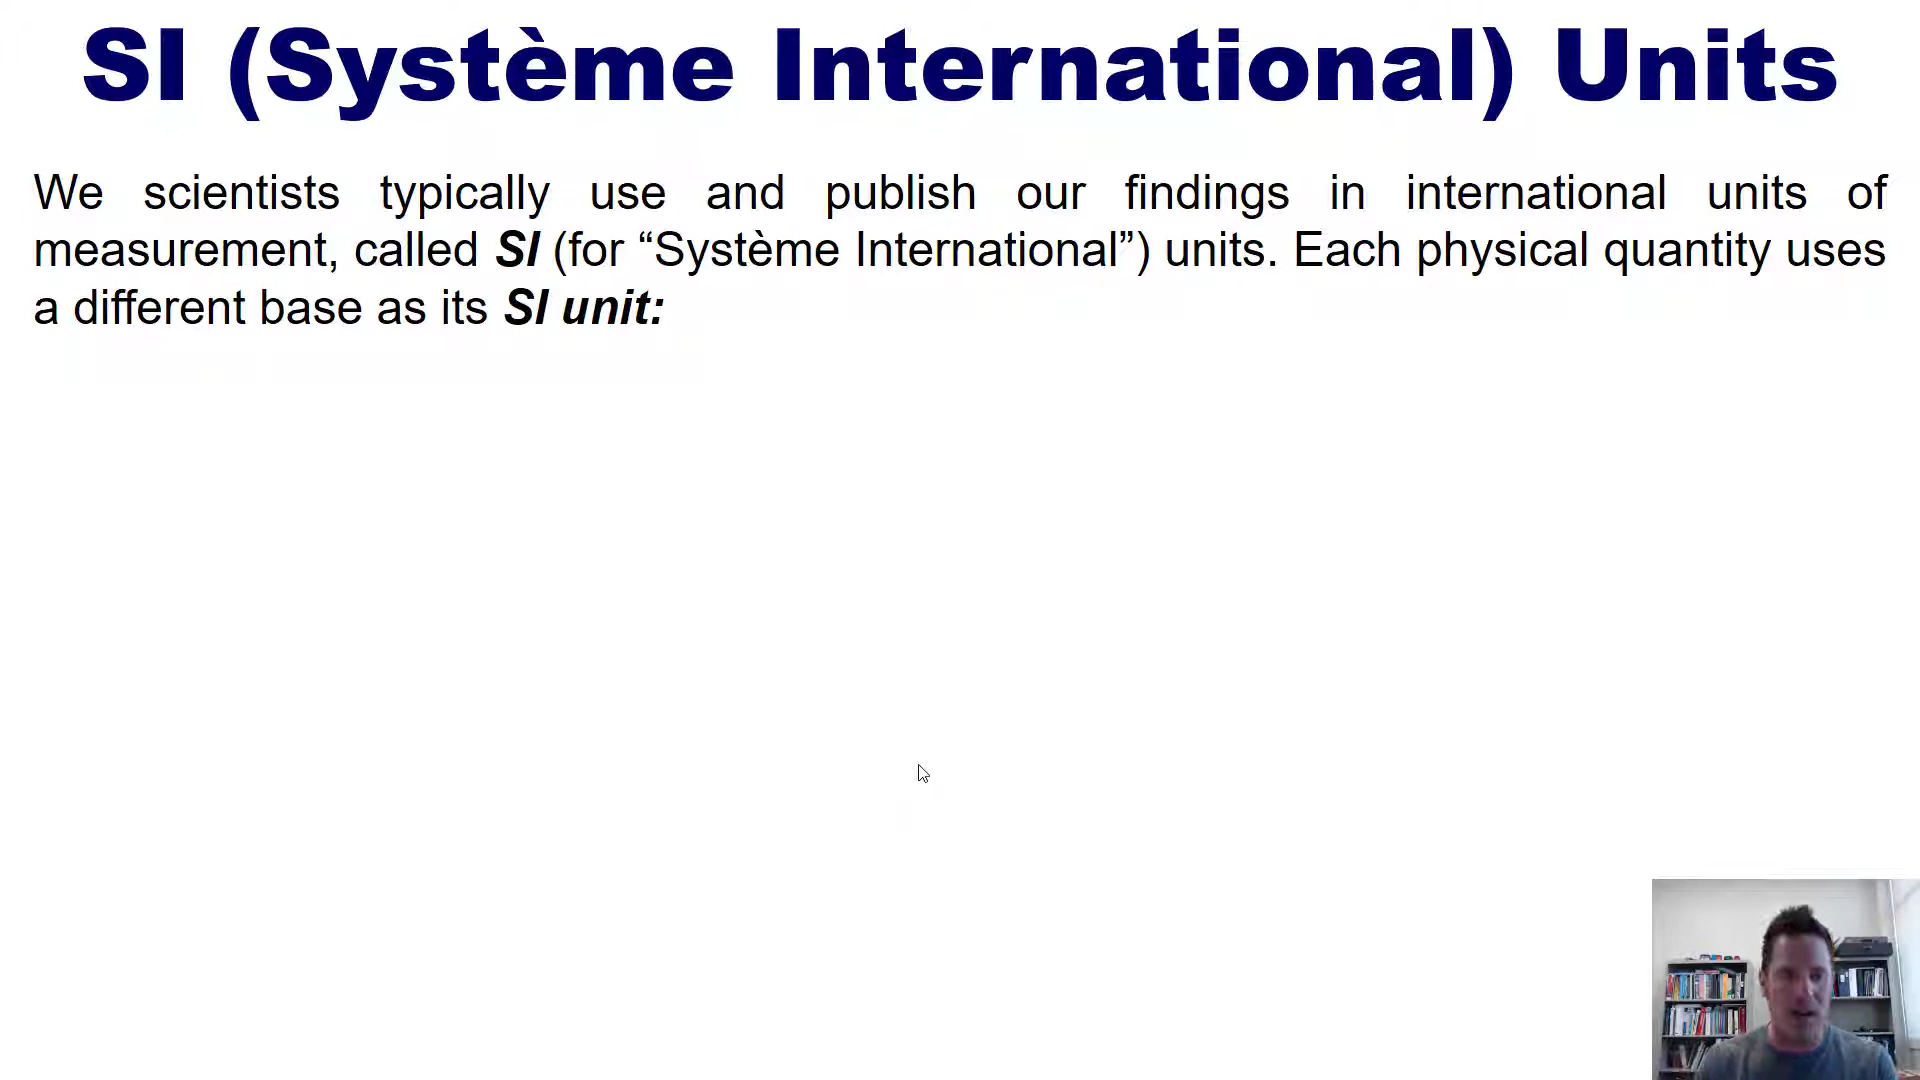 SI (Système International) Units
We scientists typically use and publish our findings in international units of
measurement, called SI (for “Système International”) units. Each physical quantity uses
a different base as its SI unit: